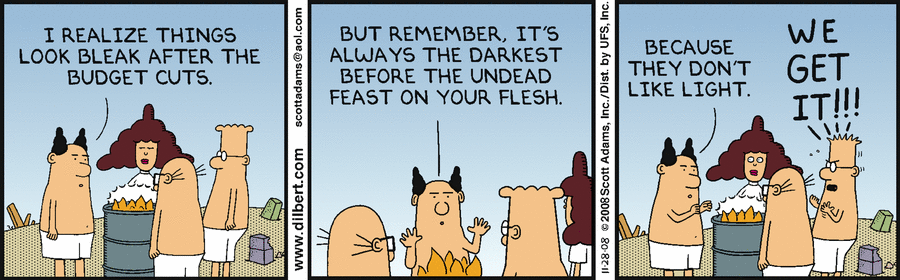 I REALIZE THINGS
LOOK BLEAK AFTER THE
BUDGET CUTS.
www.dilbert.com scottadams@aol.com
BUT REMEMBER, IT'S
ALWAYS THE DARKEST
BEFORE THE UNDEAD
FEAST ON YOUR FLESH.
11-28-08 © 2008 Scott Adams, Inc./Dist. by UFS, Inc.
BECAUSE
THEY DON'T
LIKE LIGHT.
WE
GET
IT!!!